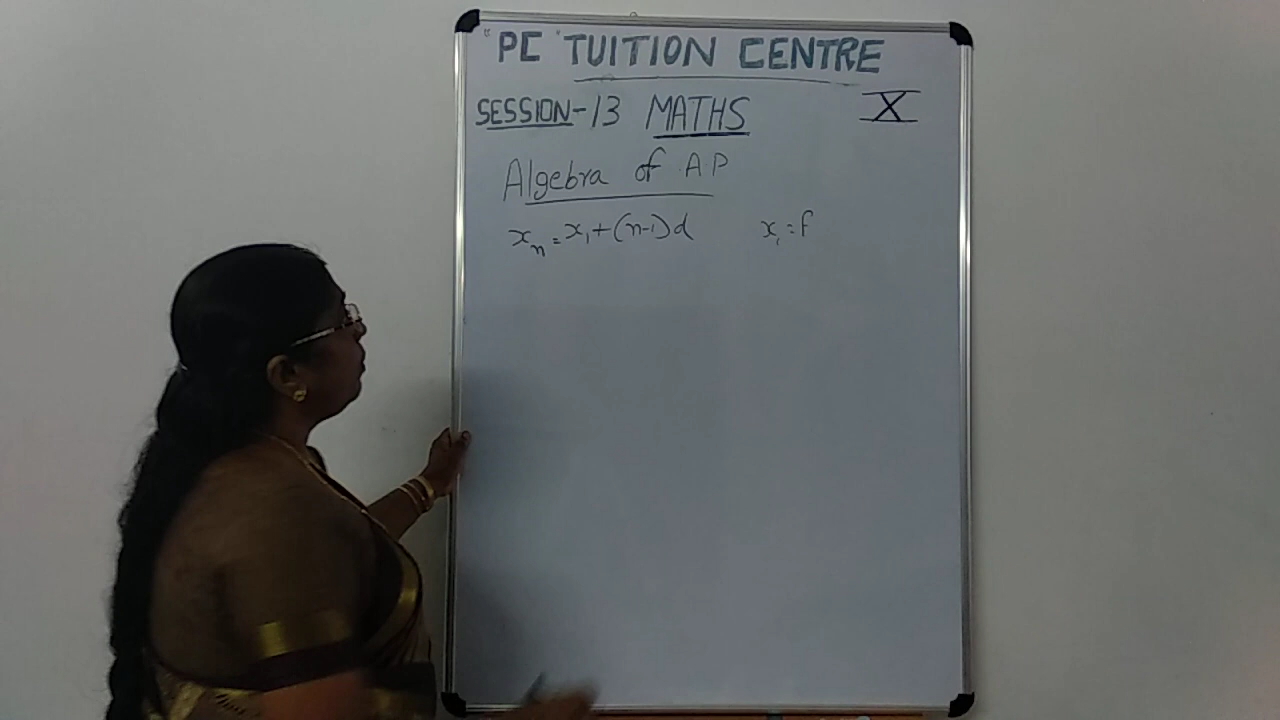 PC TUITION CENTRE
SESSION-13 MATHS X
Algebra of AP
xₙ = x₁+(n-1)d x₁ = f